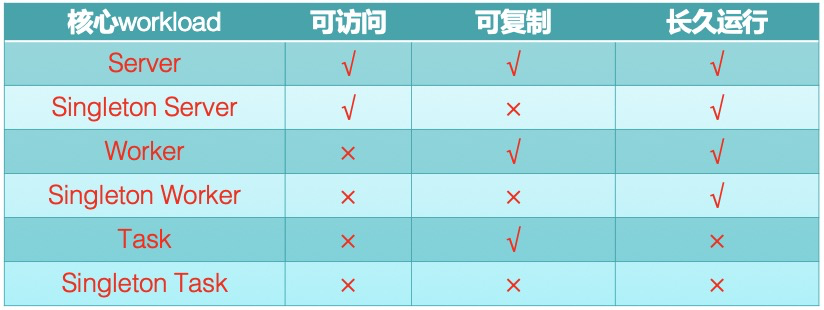 核心workload 可访问 可复制 长久运行
Server √ √ √
Singleton Server √ × √
Worker × √ √
Singleton Worker × × √
Task × √ ×
Singleton Task × × ×